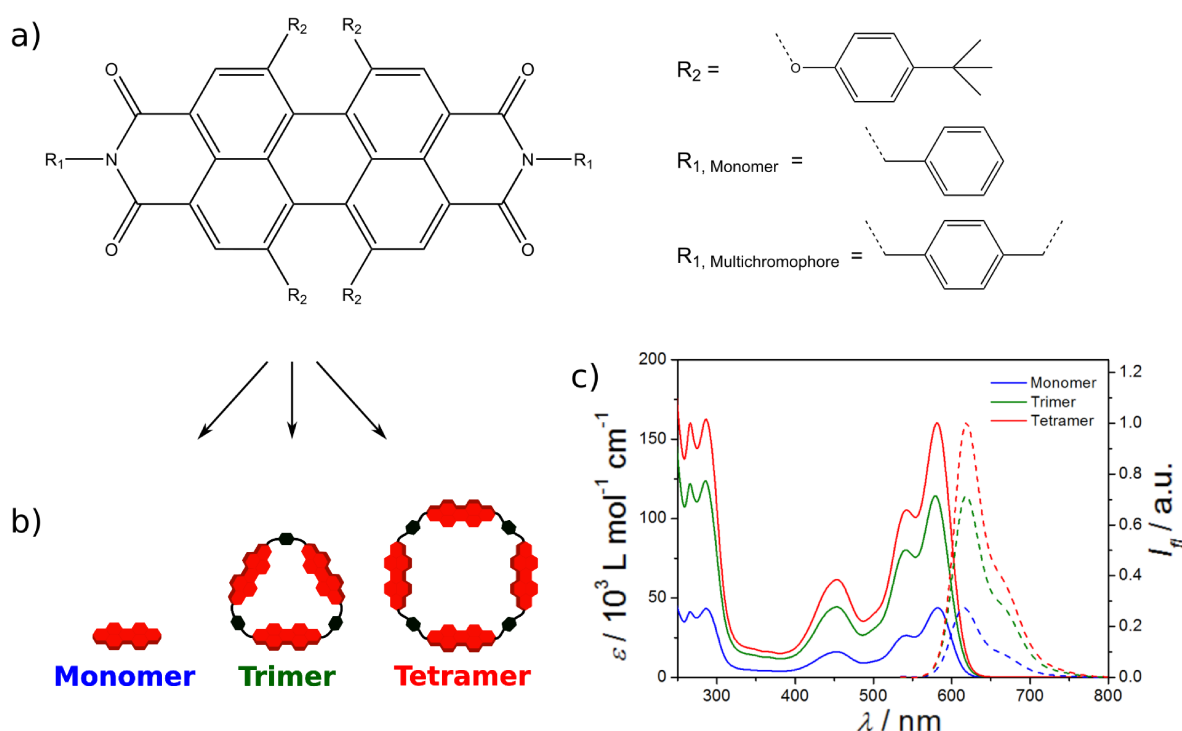 a)
R2 R2
O O
R1 N N R1
O O
R2 R2
R2 =
O
R1, Monomer =
R1, Multichromophore =
b)
Monomer Trimer Tetramer
c)
Monomer
Trimer
Tetramer
200
150
100
50
0
ε / 10³ L mol⁻¹ cm⁻¹
1.2
1.0
0.8
0.6
0.4
0.2
0.0
Ifl / a.u.
300 400 500 600 700 800
λ / nm